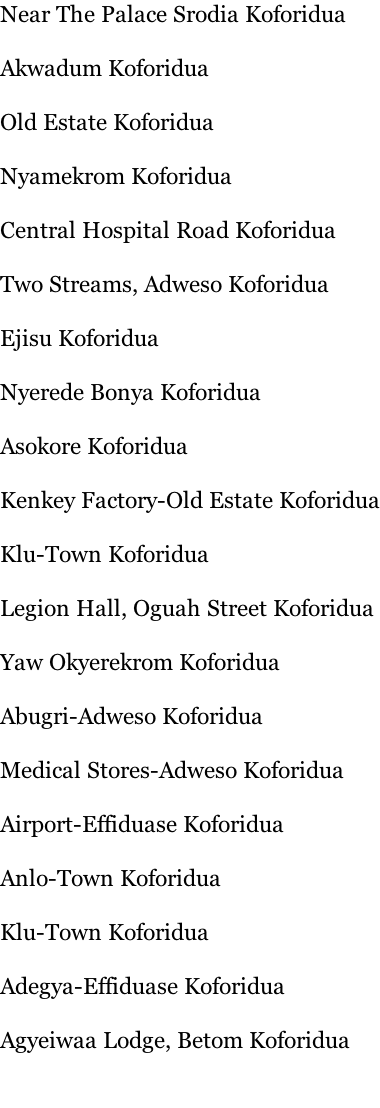 Near The Palace Srodia Koforidua
Akwadum Koforidua
Old Estate Koforidua
Nyamekrom Koforidua
Central Hospital Road Koforidua
Two Streams, Adweso Koforidua
Ejisu Koforidua
Nyerede Bonya Koforidua
Asokore Koforidua
Kenkey Factory-Old Estate Koforidua
Klu-Town Koforidua
Legion Hall, Oguah Street Koforidua
Yaw Okyerekrom Koforidua
Abugri-Adweso Koforidua
Medical Stores-Adweso Koforidua
Airport-Effiduase Koforidua
Anlo-Town Koforidua
Klu-Town Koforidua
Adegya-Effiduase Koforidua
Agyeiwaa Lodge, Betom Koforidua